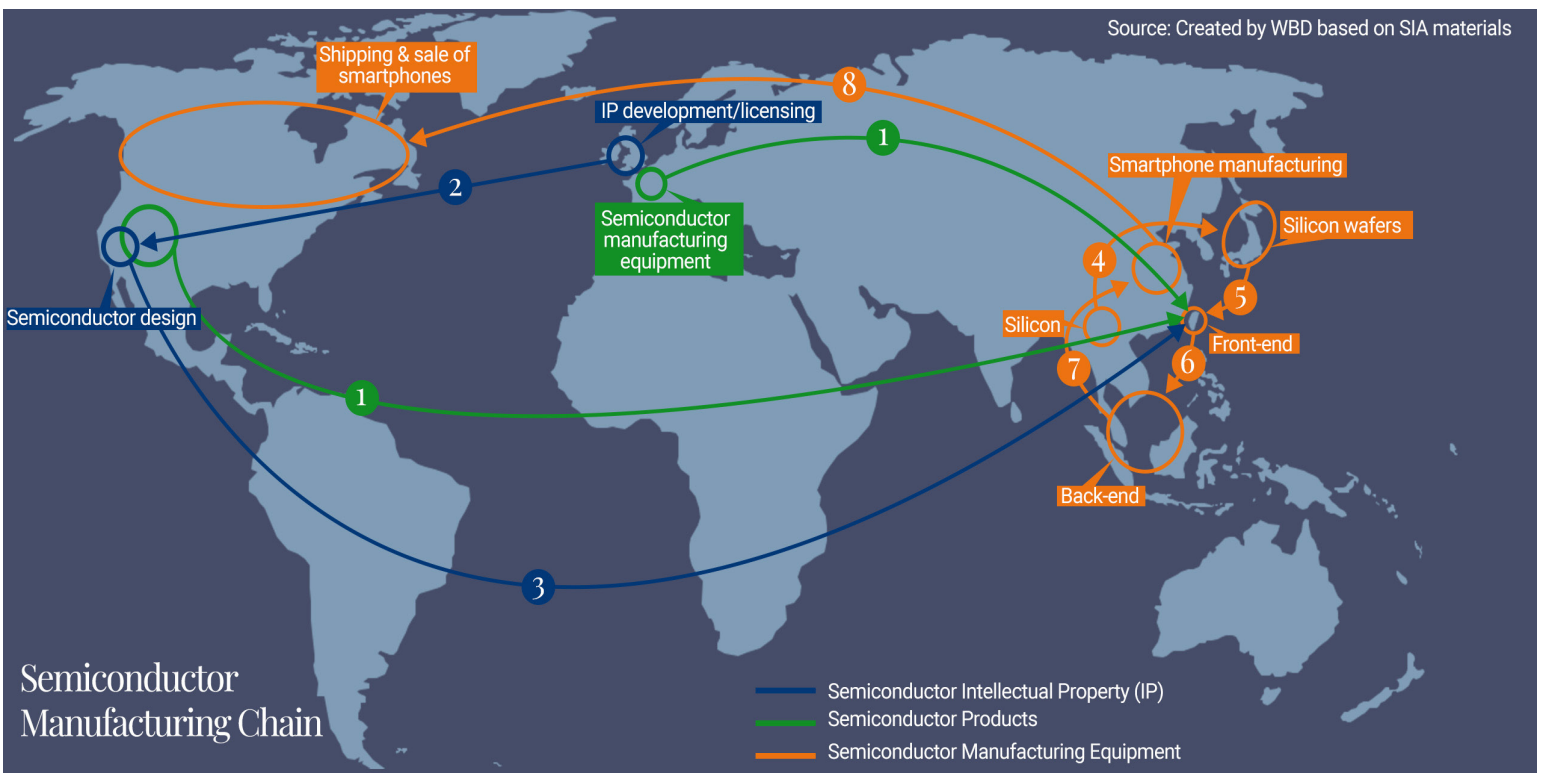 Source: Created by WBD based on SIA materials
Shipping & sale of
smartphones
8
IP development/licensing
1
Smartphone manufacturing
2
Semiconductor
manufacturing
equipment
Silicon wafers
4
5
Semiconductor design
Silicon
Front-end
6
7
1
Back-end
3
Semiconductor
Manufacturing Chain
Semiconductor Intellectual Property (IP)
Semiconductor Products
Semiconductor Manufacturing Equipment